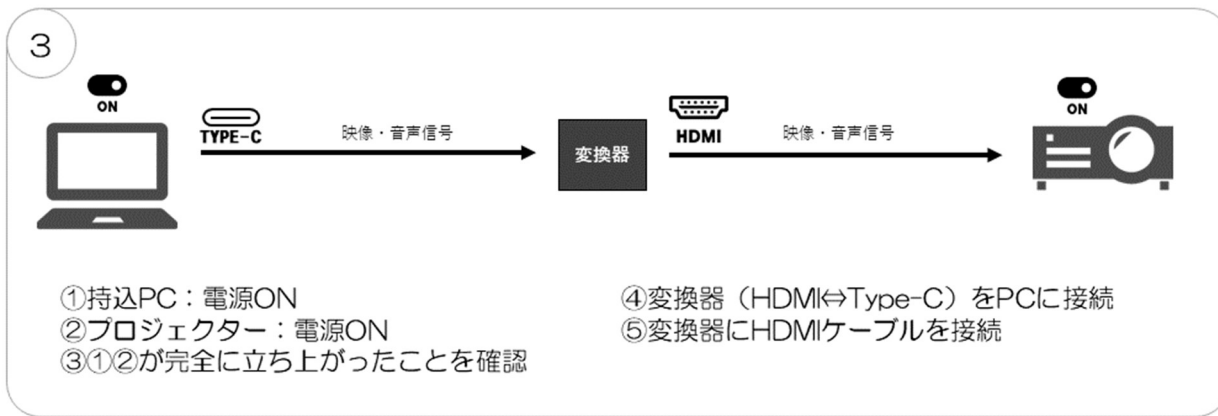 3
ON
TYPE-C
映像・音声信号
変換器
HDMI
映像・音声信号
ON
①持込PC：電源ON
②プロジェクター：電源ON
③①②が完全に立ち上がったことを確認
④変換器（HDMI⇔Type-C）をPCに接続
⑤変換器にHDMIケーブルを接続